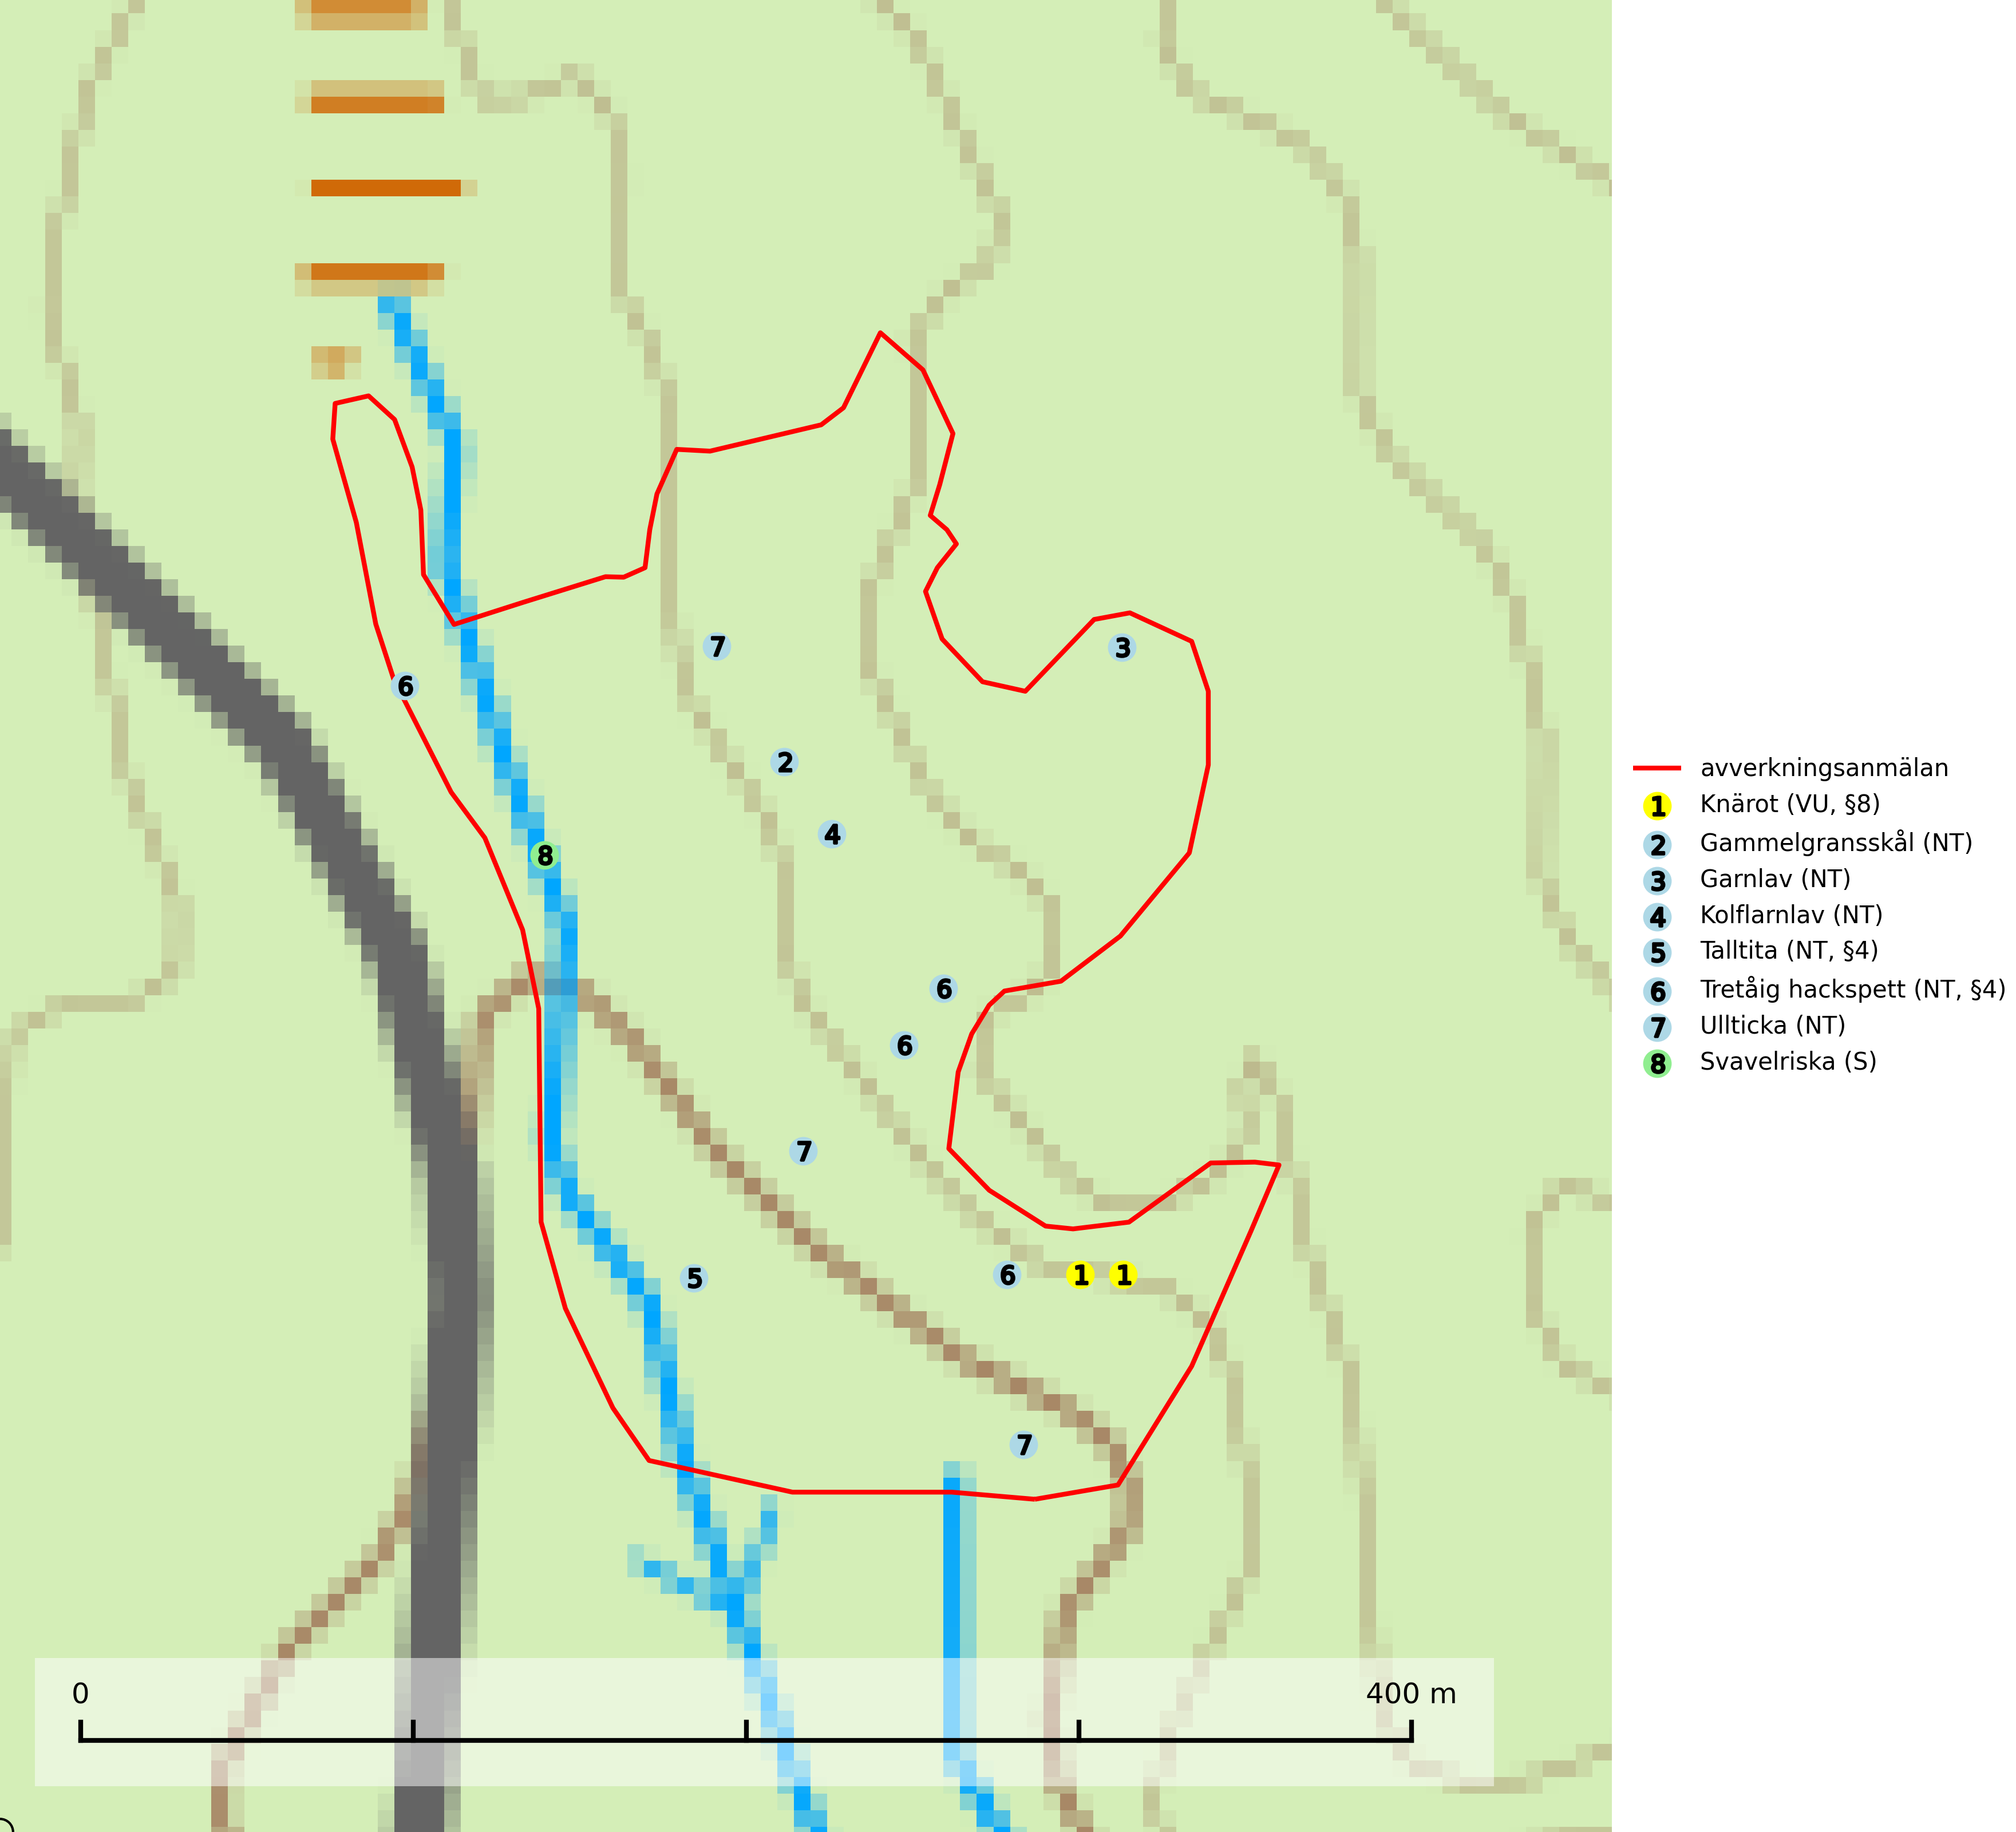 7
3
6
2
4
8
6
6
7
5
6
1
1
7
0
400 m
avverkningsanmälan
1 Knärot (VU, §8)
2 Gammelgransskål (NT)
3 Garnlav (NT)
4 Kolflarnlav (NT)
5 Talltita (NT, §4)
6 Tretåig hackspett (NT, §4)
7 Ullticka (NT)
8 Svavelriska (S)